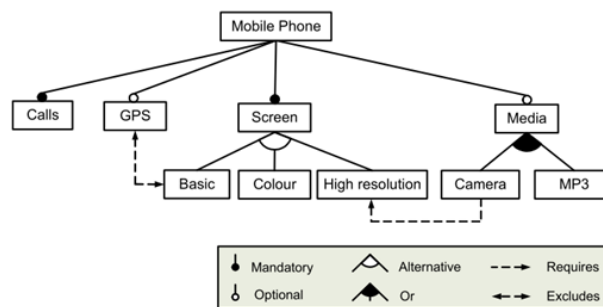 Mobile Phone
Calls GPS Screen Media
Basic Colour High resolution Camera MP3
Mandatory Alternative Requires
Optional Or Excludes